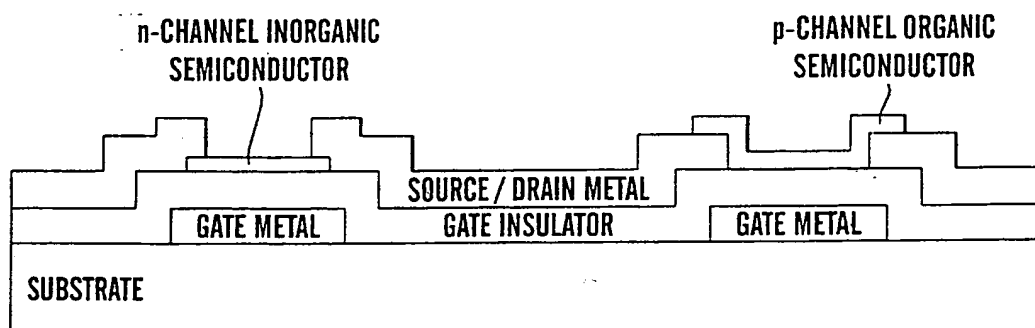 n-CHANNEL INORGANIC
SEMICONDUCTOR
p-CHANNEL ORGANIC
SEMICONDUCTOR
SOURCE / DRAIN METAL
GATE METAL
GATE INSULATOR
GATE METAL
SUBSTRATE